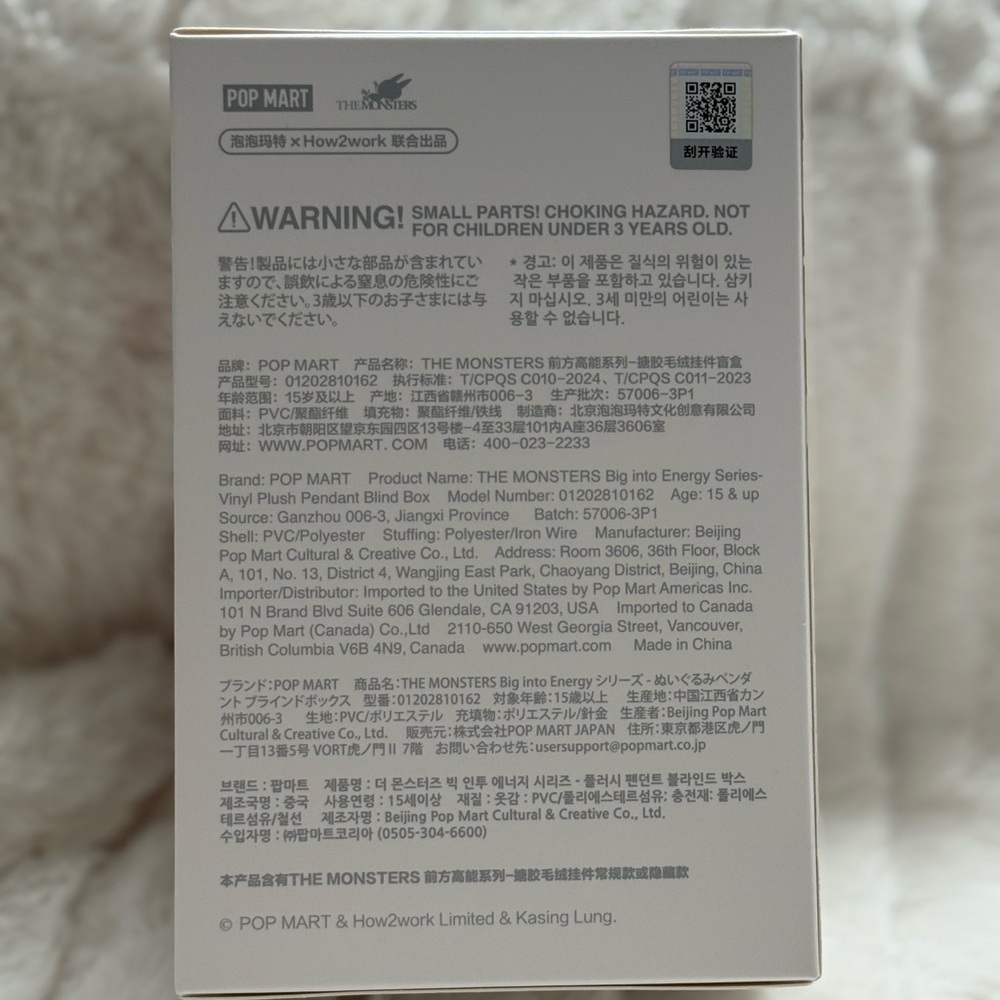 POP MART THE MONSTERS
泡泡玛特 × How2work 联合出品
刮开验证
WARNING! SMALL PARTS! CHOKING HAZARD. NOT
FOR CHILDREN UNDER 3 YEARS OLD.
警告!製品には小さな部品が含まれてい
ますので、誤飲による窒息の危険性にご
注意ください。3歳以下のお子さまには与
えないでください。
* 경고: 이 제품은 질식의 위험이 있는
작은 부품을 포함하고 있습니다. 삼키
지 마십시오. 3세 미만의 어린이는 사
용할 수 없습니다.
品牌: POP MART 产品名称: THE MONSTERS 前方高能系列-搪胶毛绒挂件盲盒
产品型号: 01202810162 执行标准: T/CPQS C010-2024、T/CPQS C011-2023
年龄范围: 15岁及以上 产地: 江西省赣州市006-3 生产批次: 57006-3P1
面料: PVC/聚酯纤维 填充物: 聚酯纤维/铁线 制造商: 北京泡泡玛特文化创意有限公司
地址: 北京市朝阳区望京东园四区13号楼-4至33层101内A座36层3606室
网址: WWW.POPMART.COM 电话: 400-023-2233
Brand: POP MART Product Name: THE MONSTERS Big into Energy Series-
Vinyl Plush Pendant Blind Box Model Number: 01202810162 Age: 15 & up
Source: Ganzhou 006-3, Jiangxi Province Batch: 57006-3P1
Shell: PVC/Polyester Stuffing: Polyester/Iron Wire Manufacturer: Beijing
Pop Mart Cultural & Creative Co., Ltd. Address: Room 3606, 36th Floor, Block
A, 101, No. 13, District 4, Wangjing East Park, Chaoyang District, Beijing, China
Importer/Distributor: Imported to the United States by Pop Mart Americas Inc.
101 N Brand Blvd Suite 606 Glendale, CA 91203, USA Imported to Canada
by Pop Mart (Canada) Co.,Ltd 2110-650 West Georgia Street, Vancouver,
British Columbia V6B 4N9, Canada www.popmart.com Made in China
ブランド:POP MART 商品名:THE MONSTERS Big into Energy シリーズ - ぬいぐるみペンダ
ント ブラインドボックス 型番:01202810162 対象年齢:15歳以上 生産地:中国江西省カン
州市006-3 生地:PVC/ポリエステル 充填物:ポリエステル/針金 生産者:Beijing Pop Mart
Cultural & Creative Co., Ltd. 販売元:株式会社POP MART JAPAN 住所:東京都港区虎ノ門
一丁目13番5号 VORT虎ノ門Ⅱ 7階 お問い合わせ先:usersupport@popmart.co.jp
브랜드 : 팝마트 제품명 : 더 몬스터즈 빅 인투 에너지 시리즈 - 플러시 펜던트 블라인드 박스
제조국명 : 중국 사용연령 : 15세이상 재질 : 옷감 : PVC/폴리에스테르섬유; 충전재: 폴리에스
테르섬유/철선 제조자명 : Beijing Pop Mart Cultural & Creative Co., Ltd.
수입자명 : ㈜팝마트코리아 (0505-304-6600)
本产品含有THE MONSTERS 前方高能系列-搪胶毛绒挂件常规款或隐藏款
© POP MART & How2work Limited & Kasing Lung.